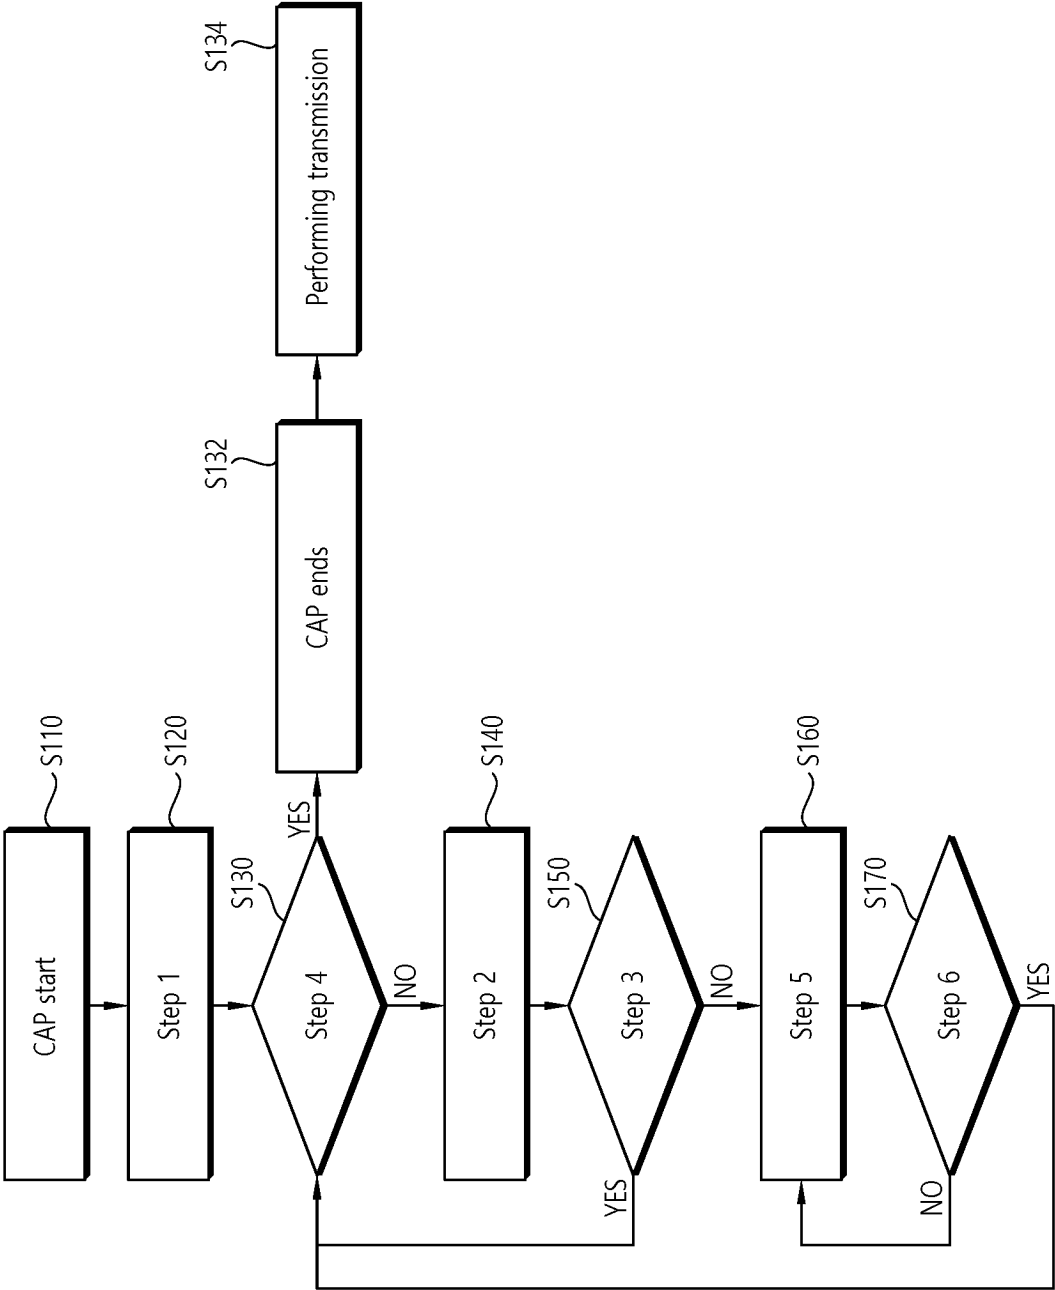 CAP start
S110
Step 1
S120
Step 4
S130
YES
CAP ends
S132
Performing transmission
S134
NO
Step 2
S140
Step 3
S150
YES
NO
Step 5
S160
Step 6
S170
NO
YES